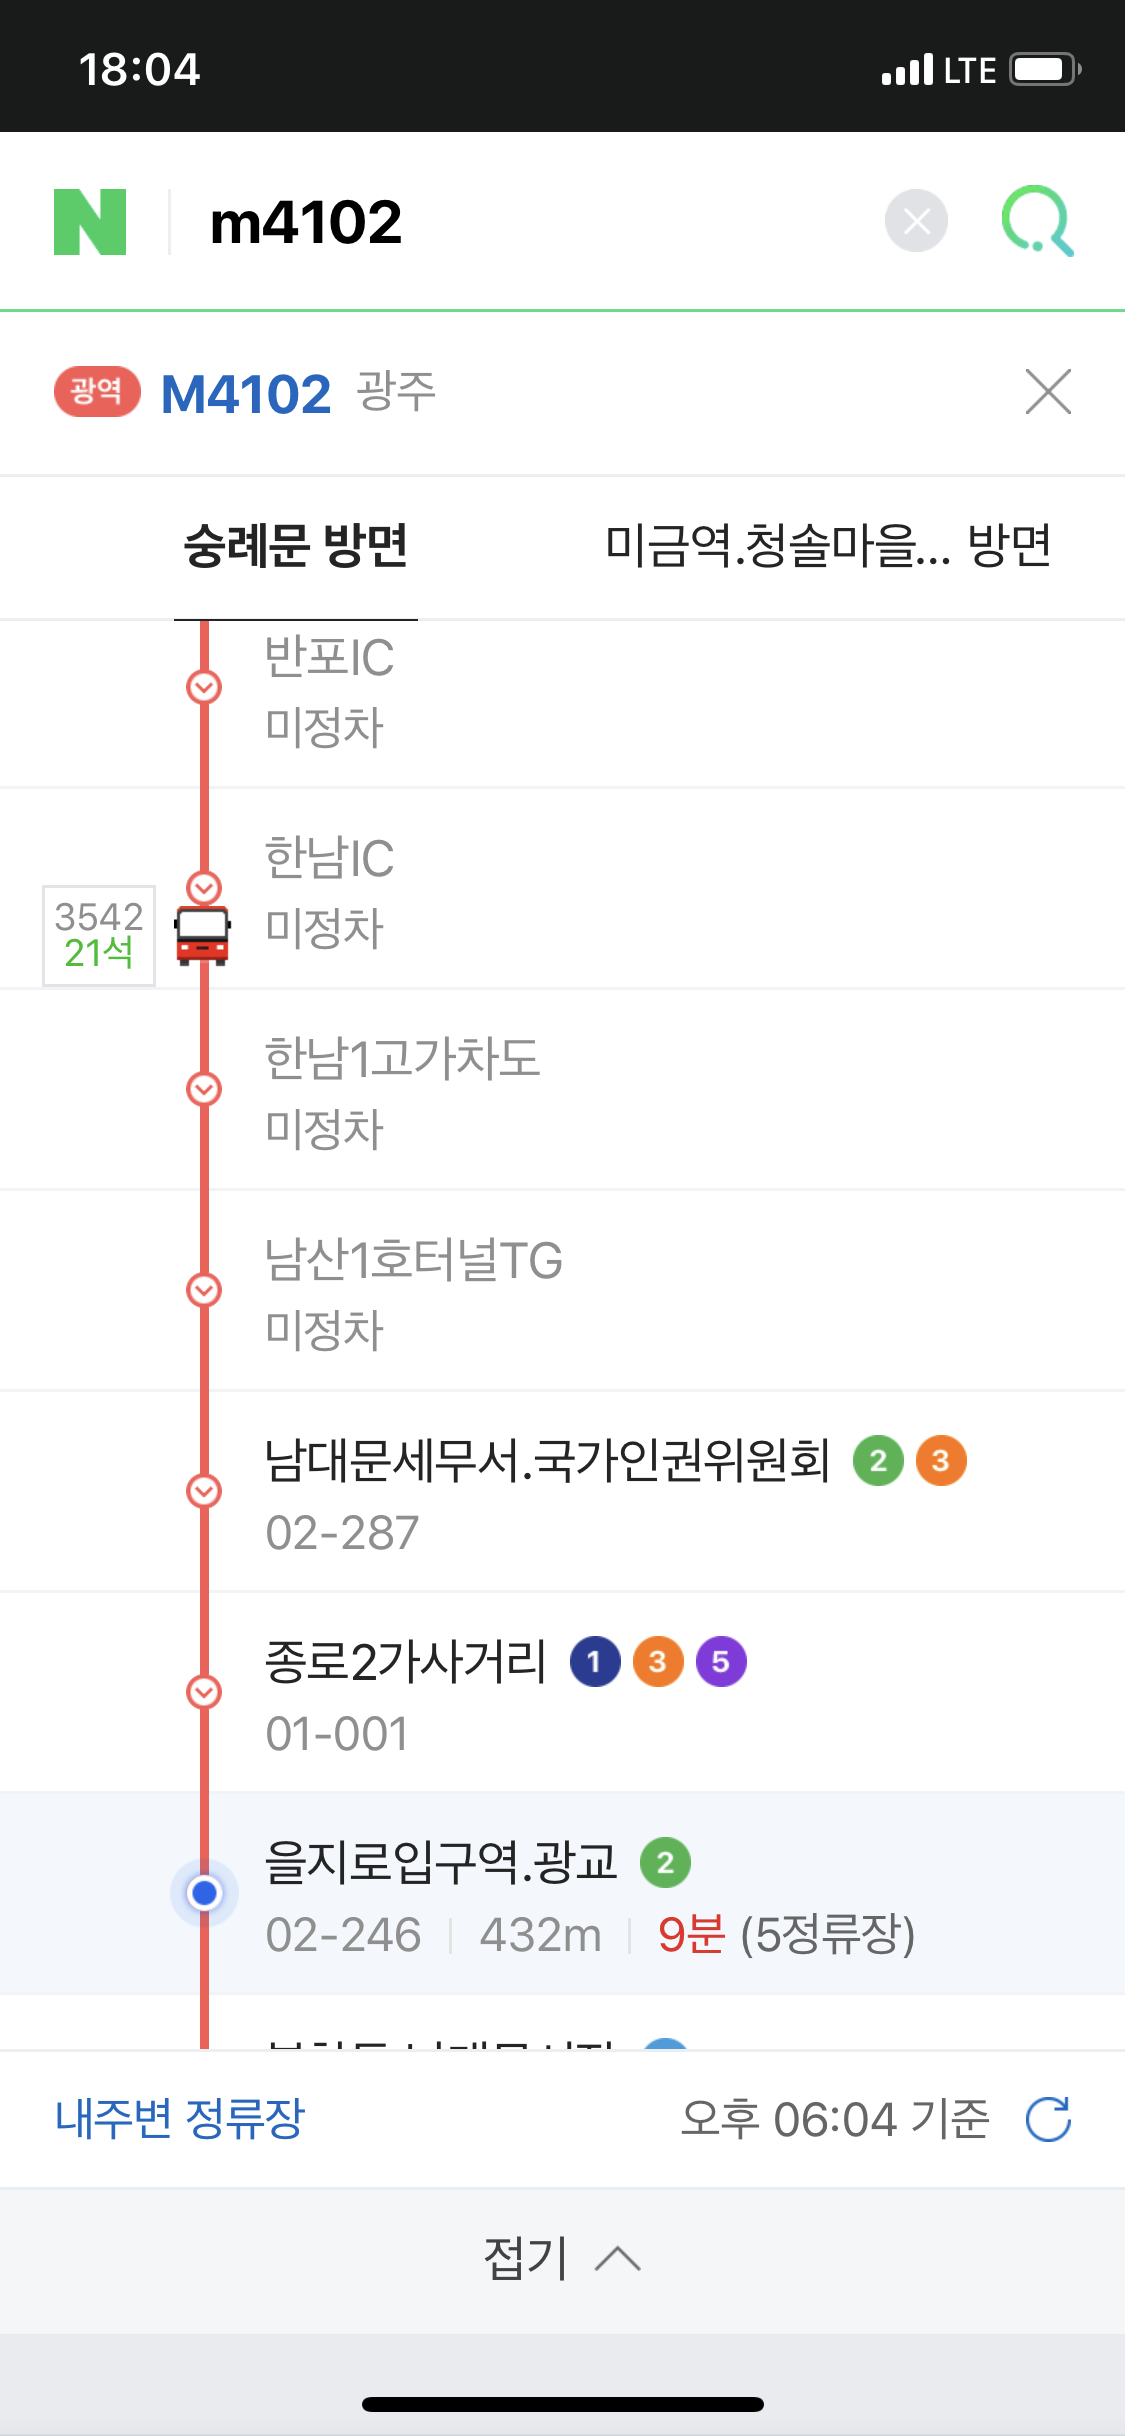 18:04 LTE
N m4102
광역 M4102 광주
숭례문 방면 미금역.청솔마을... 방면
반포IC
미정차
한남IC
3542
21석
미정차
한남1고가차도
미정차
남산1호터널TG
미정차
남대문세무서.국가인권위원회 2 3
02-287
종로2가사거리 1 3 5
01-001
을지로입구역.광교 2
02-246 432m 9분 (5정류장)
내주변 정류장 오후 06:04 기준
접기